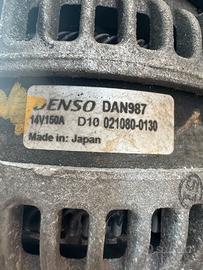 DENSO DAN987
14V150A D10 021080-0130
Made in: Japan